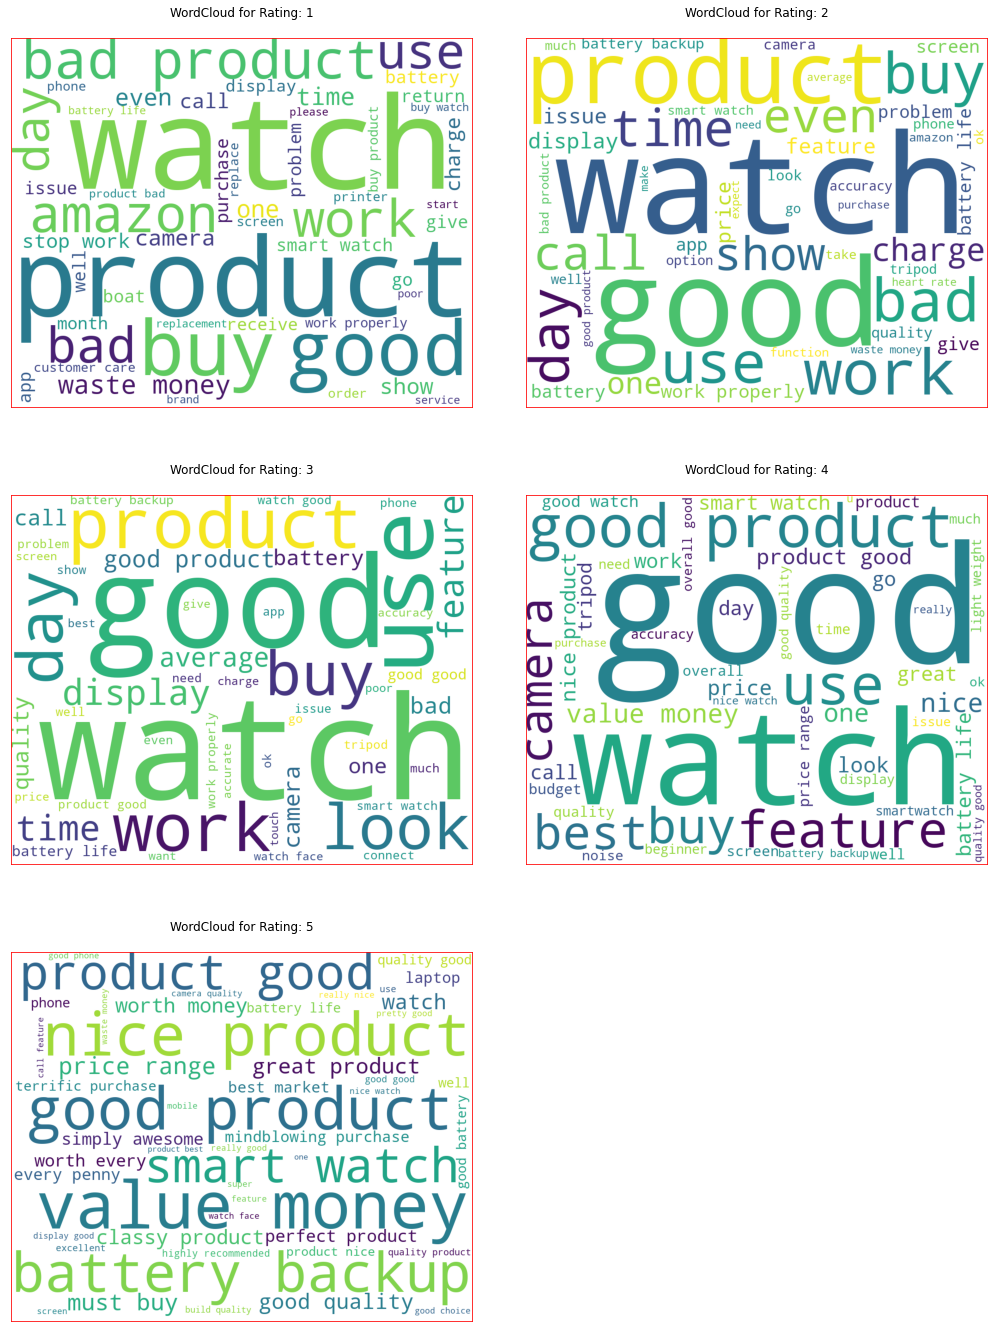 WordCloud for Rating: 1
bad product
use
battery
phone
display
even
call
time
return
battery life
please
buy watch
day
watch
charge
problem
buy product
purchase
replace
issue
product bad
printer
start
amazon
one
screen
work
give
stop work
camera
smart watch
well
product
go
poor
boat
month
replacement
receive
work properly
bad
buy
good
customer care
app
waste money
show
brand
order
service
WordCloud for Rating: 2
much
battery backup
camera
screen
product
average
buy
smart watch
problem
issue
time
need
even
phone
display
feature
amazon
ok
battery life
bad product
watch
make
look
accuracy
price
expect
go
purchase
call
app
option
show
take
charge
tripod
heart rate
day
well
good product
good
bad
quality
function
waste money
give
use
work
battery
one
work properly
WordCloud for Rating: 3
battery backup
watch good
phone
call
product
use
feature
problem
screen
good product
battery
show
day
good
give
app
accuracy
best
average
need
charge
buy
good good
poor
display
issue
bad
quality
well
watch
go
even
work properly
accurate
ok
tripod
one
much
price
product good
camera
smart watch
time
work
touch
look
battery life
want
watch face
connect
WordCloud for Rating: 4
good watch
overall good
smart watch
u
product
much
good product
product good
light weight
nice product
tripod
need
work
good
go
good quality
day
really
camera
accuracy
time
purchase
overall
great
ok
price
nice watch
use
nice
value money
one
issue
watch
price range
look
battery life
call
display
budget
quality
smartwatch
best
buy
feature
quality good
noise
beginner
screen
battery backup
well
WordCloud for Rating: 5
good phone
quality good
product good
laptop
camera quality
really nice
use
phone
waste money
worth money
battery life
watch
pretty good
nice product
call feature
price range
great product
terrific purchase
best market
good good
nice watch
well
good product
mobile
good battery
simply awesome
mindblowing purchase
product best
really good
worth every
smart watch
one
every penny
super
value money
feature
watch face
display good
classy product
perfect product
excellent
highly recommended
product nice
quality product
battery backup
must buy
good quality
screen
build quality
good choice